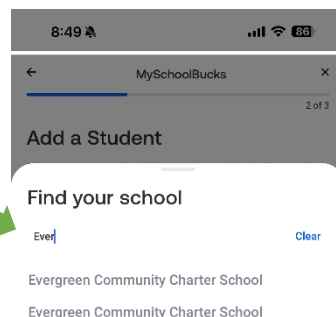 8:49 86
MySchoolBucks
2 of 3
Add a Student
Find your school
Ever Clear
Evergreen Community Charter School
Evergreen Community Charter School